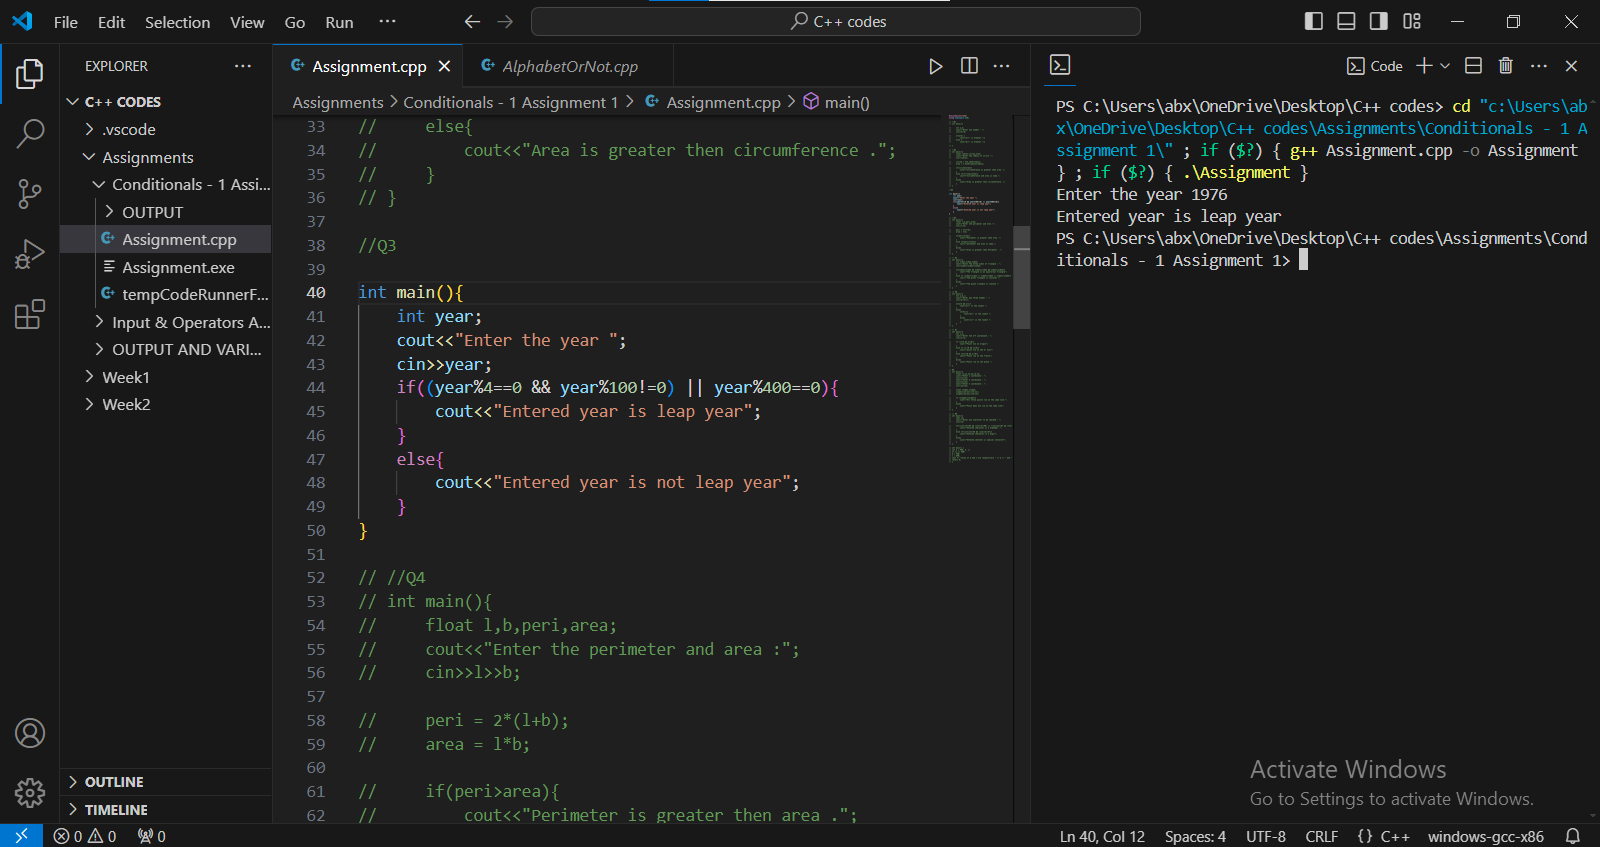 File Edit Selection View Go Run ··· C++ codes
EXPLORER ···
C++ CODES
.vscode
Assignments
Conditionals - 1 Assi...
OUTPUT
Assignment.cpp
Assignment.exe
tempCodeRunnerF...
Input & Operators A...
OUTPUT AND VARI...
Week1
Week2
OUTLINE
TIMELINE
Assignment.cpp AlphabetOrNot.cpp
Assignments > Conditionals - 1 Assignment 1 > Assignment.cpp > main()
33 //     else{
34 //         cout<<"Area is greater then circumference .";
35 //     }
36 // }
37
38 //Q3
39
40 int main(){
41     int year;
42     cout<<"Enter the year ";
43     cin>>year;
44     if((year%4==0 && year%100!=0) || year%400==0){
45         cout<<"Entered year is leap year";
46     }
47     else{
48         cout<<"Entered year is not leap year";
49     }
50 }
51
52 // //Q4
53 // int main(){
54 //     float l,b,peri,area;
55 //     cout<<"Enter the perimeter and area :";
56 //     cin>>l>>b;
57
58 //     peri = 2*(l+b);
59 //     area = l*b;
60
61 //     if(peri>area){
62 //         cout<<"Perimeter is greater then area .";
Code
PS C:\Users\abx\OneDrive\Desktop\C++ codes> cd "c:\Users\ab
x\OneDrive\Desktop\C++ codes\Assignments\Conditionals - 1 A
ssignment 1\" ; if ($?) { g++ Assignment.cpp -o Assignment
} ; if ($?) { .\Assignment }
Enter the year 1976
Entered year is leap year
PS C:\Users\abx\OneDrive\Desktop\C++ codes\Assignments\Cond
itionals - 1 Assignment 1>
Activate Windows
Go to Settings to activate Windows.
0 0 0 Ln 40, Col 12 Spaces: 4 UTF-8 CRLF {} C++ windows-gcc-x86